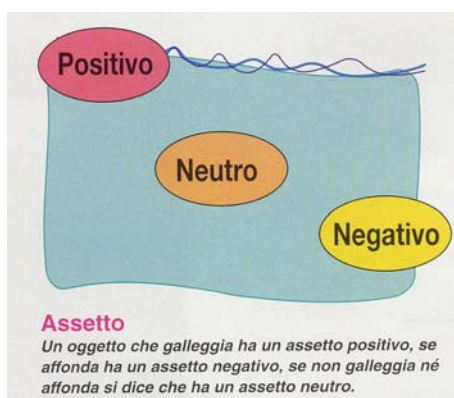 Positivo
Neutro
Negativo
Assetto
Un oggetto che galleggia ha un assetto positivo, se
affonda ha un assetto negativo, se non galleggia né
affonda si dice che ha un assetto neutro.